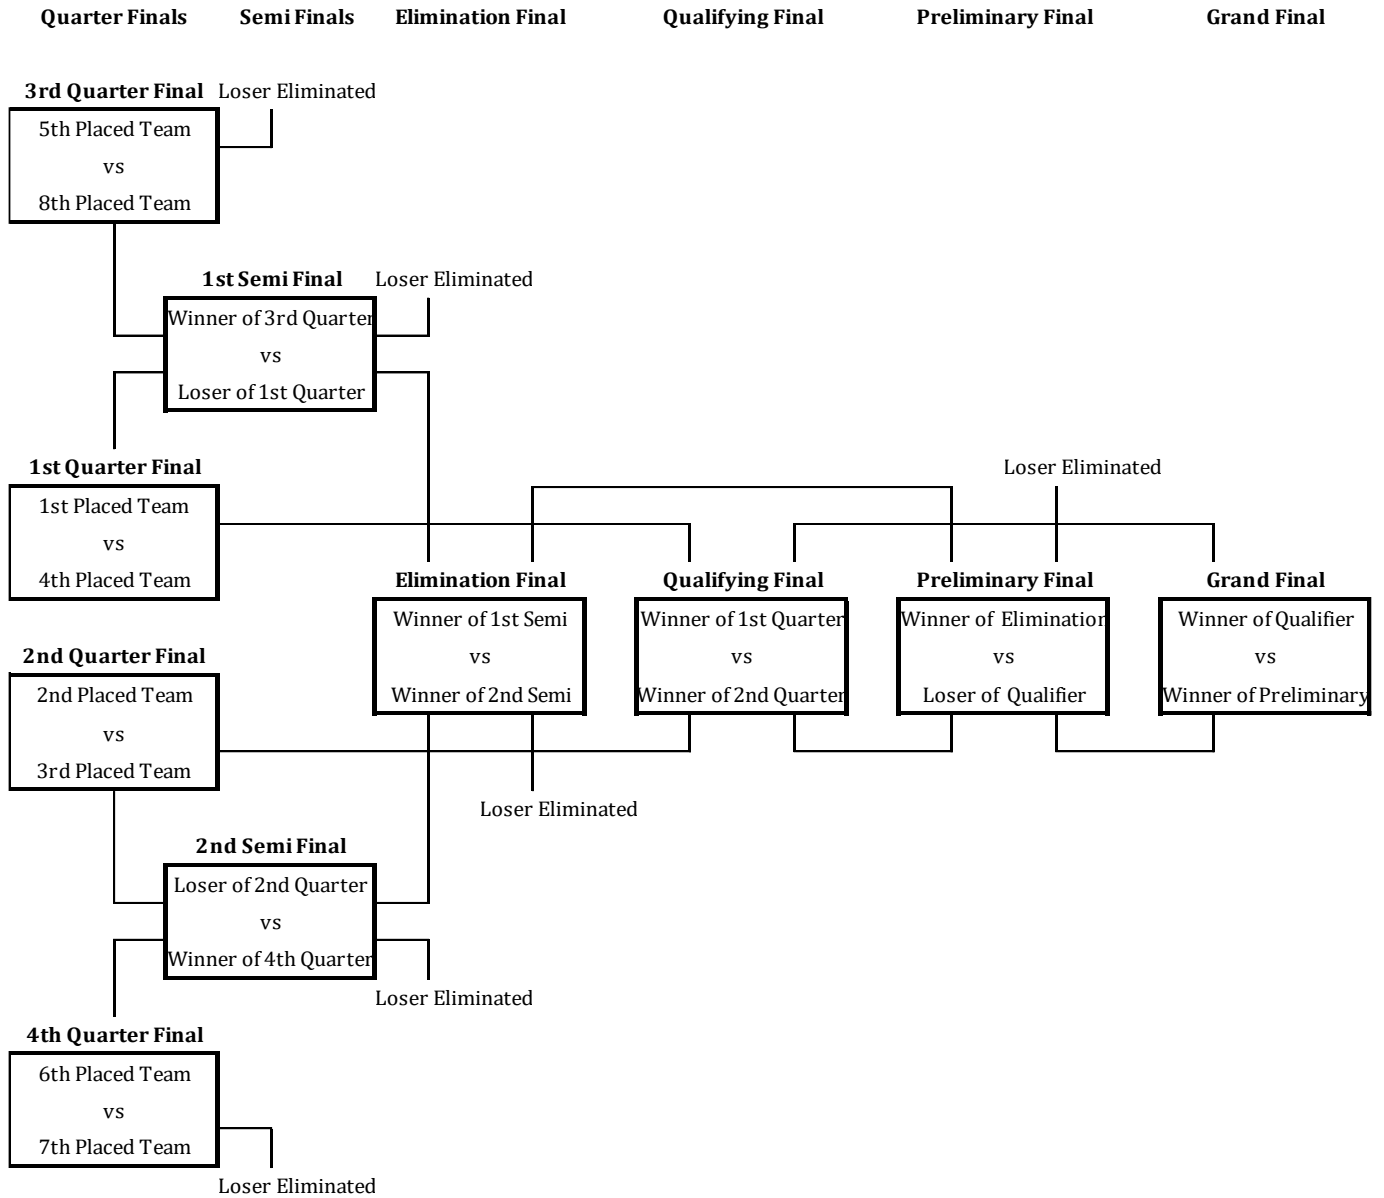 Quarter Finals Semi Finals Elimination Final Qualifying Final Preliminary Final Grand Final
3rd Quarter Final Loser Eliminated
5th Placed Team
vs
8th Placed Team
1st Semi Final Loser Eliminated
Winner of 3rd Quarter
vs
Loser of 1st Quarter
1st Quarter Final
1st Placed Team
vs
4th Placed Team
Loser Eliminated
Elimination Final
Winner of 1st Semi
vs
Winner of 2nd Semi
Loser Eliminated
Qualifying Final
Winner of 1st Quarter
vs
Winner of 2nd Quarter
Preliminary Final
Winner of Elimination
vs
Loser of Qualifier
Grand Final
Winner of Qualifier
vs
Winner of Preliminary
2nd Quarter Final
2nd Placed Team
vs
3rd Placed Team
2nd Semi Final
Loser of 2nd Quarter
vs
Winner of 4th Quarter
Loser Eliminated
4th Quarter Final
6th Placed Team
vs
7th Placed Team
Loser Eliminated